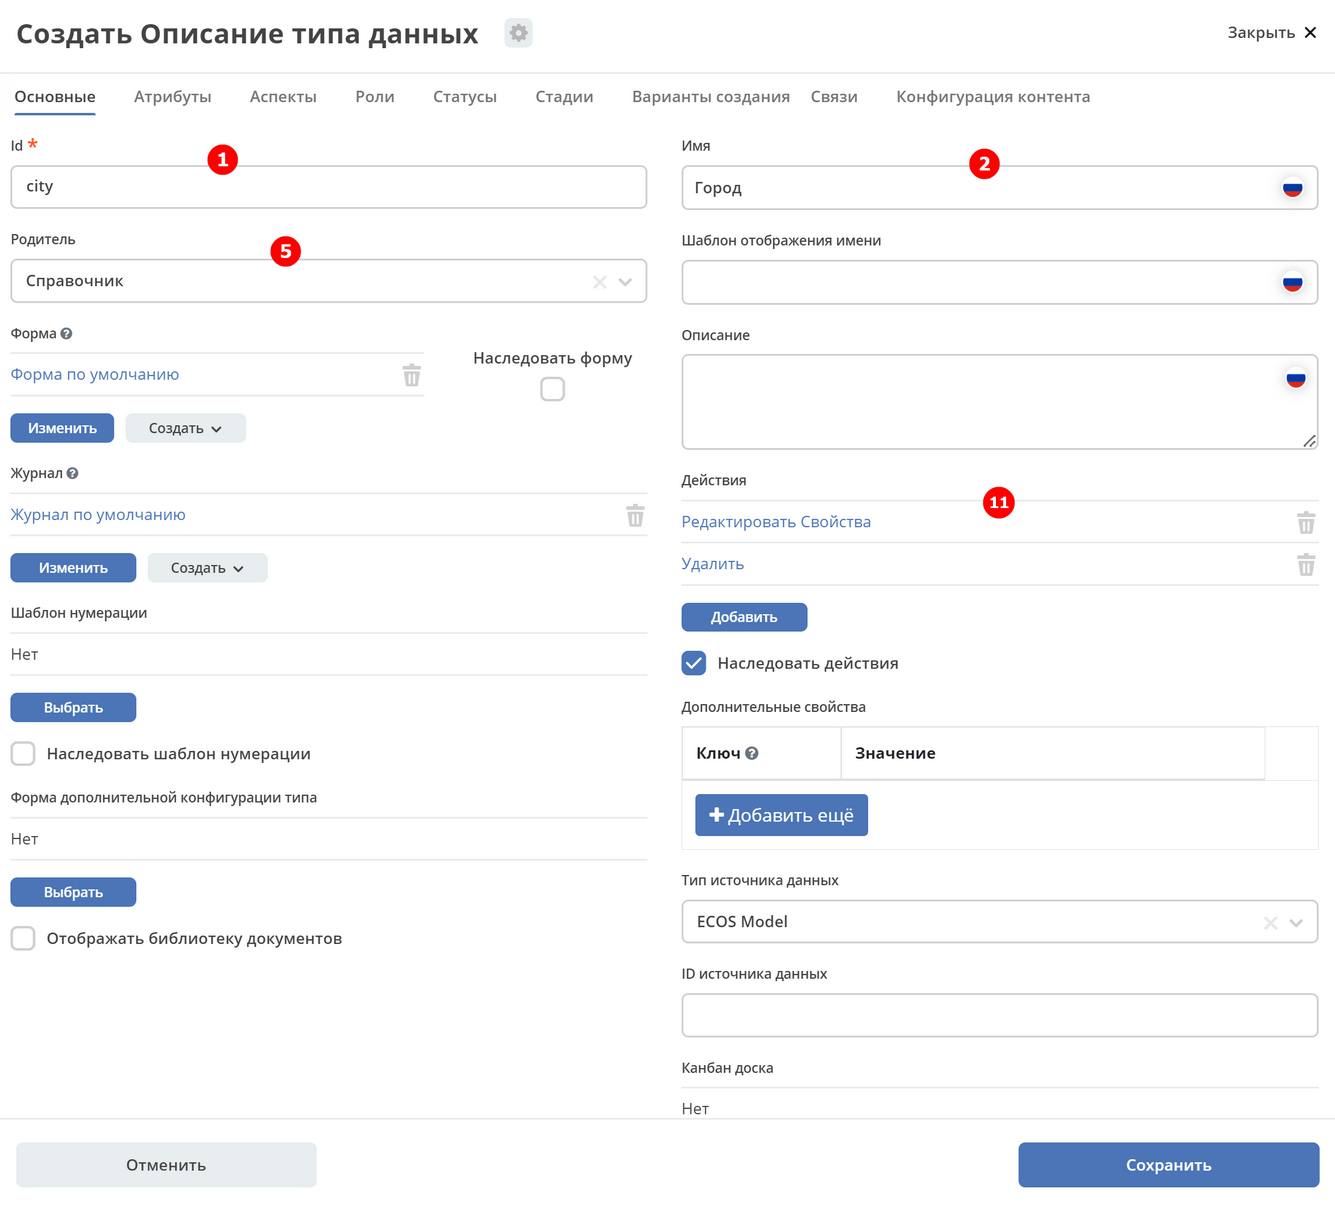 Создать Описание типа данных
Закрыть ✕
Основные Атрибуты Аспекты Роли Статусы Стадии Варианты создания Связи Конфигурация контента
Id *
1
city
Имя
2
Город
Родитель
5
Справочник
Шаблон отображения имени
Форма
Форма по умолчанию
Наследовать форму
Изменить Создать
Описание
Журнал
Журнал по умолчанию
Изменить Создать
Действия
11
Редактировать Свойства
Удалить
Добавить
Наследовать действия
Шаблон нумерации
Нет
Выбрать
Наследовать шаблон нумерации
Форма дополнительной конфигурации типа
Нет
Выбрать
Отображать библиотеку документов
Дополнительные свойства
Ключ Значение
+ Добавить ещё
Тип источника данных
ECOS Model
ID источника данных
Канбан доска
Нет
Отменить Сохранить